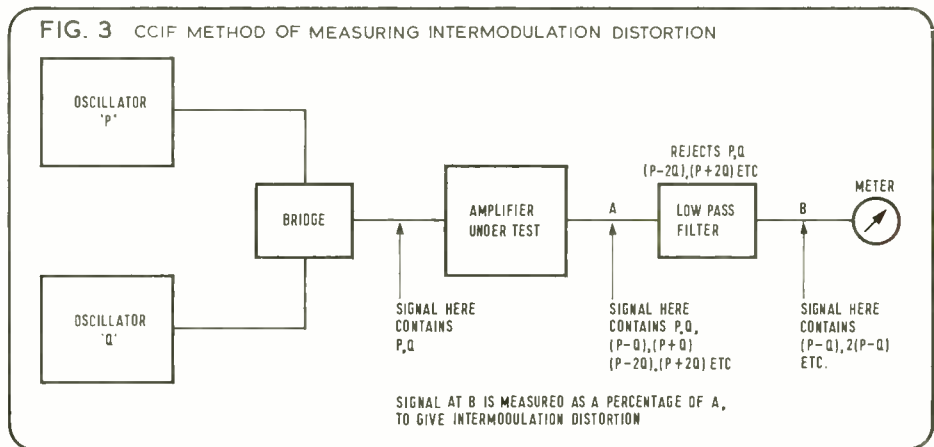 FIG. 3 CCIF METHOD OF MEASURING INTERMODULATION DISTORTION
OSCILLATOR
'P'
OSCILLATOR
'Q'
BRIDGE
SIGNAL HERE
CONTAINS
P,Q
AMPLIFIER
UNDER TEST
A
SIGNAL HERE
CONTAINS P,Q,
(P-Q),(P+Q)
(P-2Q),(P+2Q) ETC
REJECTS P,Q
(P-2Q),(P+2Q) ETC
LOW PASS
FILTER
B
SIGNAL HERE
CONTAINS
(P-Q),2(P-Q)
ETC.
METER
SIGNAL AT B IS MEASURED AS A PERCENTAGE OF A,
TO GIVE INTERMODULATION DISTORTION